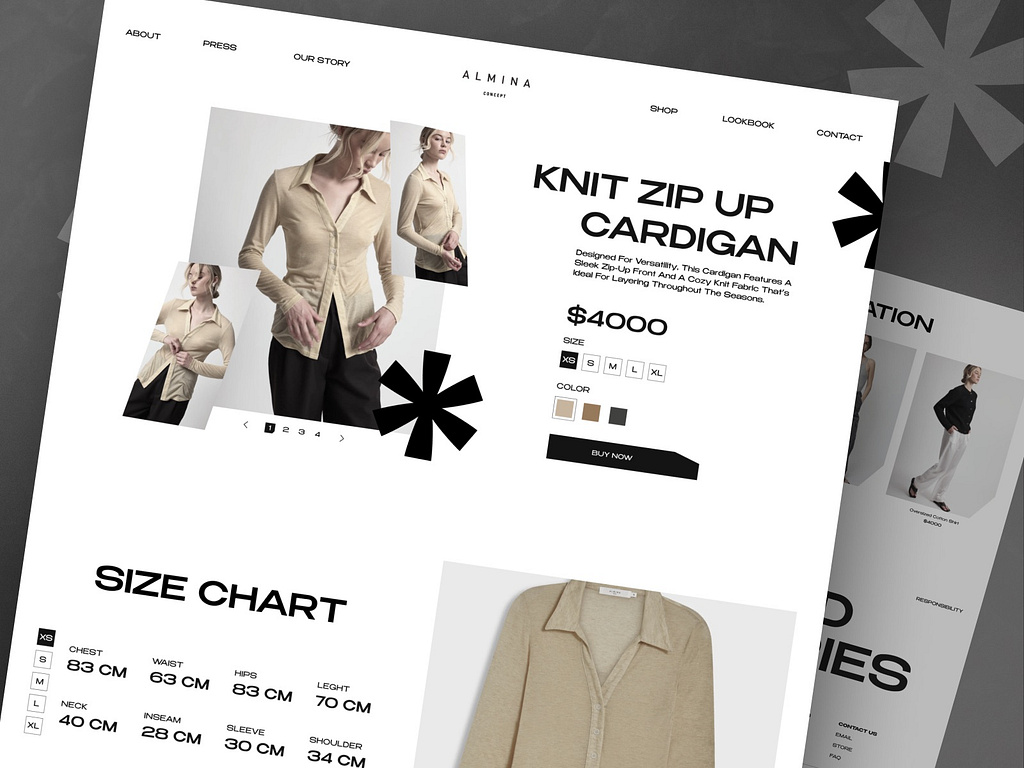 ABOUT
PRESS
OUR STORY
ALMINA
CONCEPT
SHOP
LOOKBOOK
CONTACT
KNIT ZIP UP
CARDIGAN
Designed For Versatility, This Cardigan Features A
Sleek Zip-Up Front And A Cozy Knit Fabric That's
Ideal For Layering Throughout The Seasons.
$4000
SIZE
XS S M L XL
COLOR
BUY NOW
1 2 3 4
SIZE CHART
XS
S
M
L
XL
CHEST
83 CM
WAIST
63 CM
HIPS
83 CM
LEGHT
70 CM
NECK
40 CM
INSEAM
28 CM
SLEEVE
30 CM
SHOULDER
34 CM
ATION
Oversized Cotton Shirt
$4000
RESPONSIBILITY
IES
CONTACT US
EMAIL
STORE
FAQ